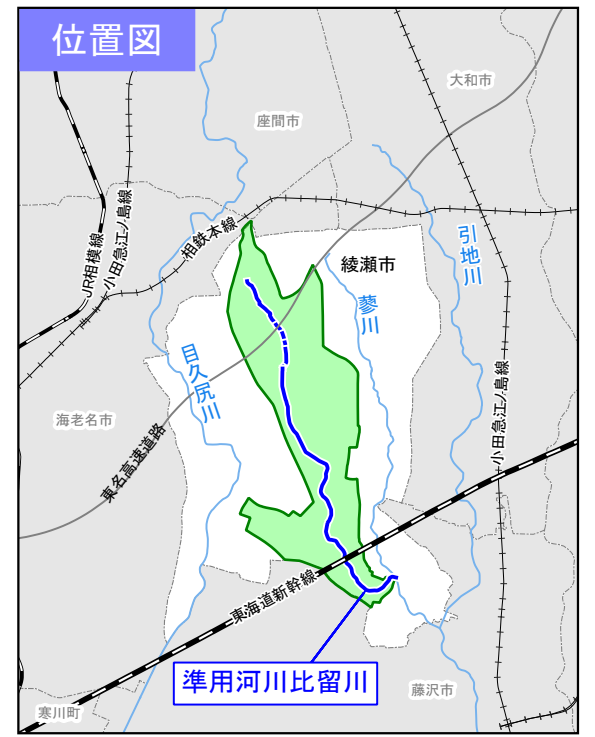 位置図
大和市
座間市
小田急江ノ島線
JR相模線
相鉄本線
引地川
綾瀬市
蓼川
目久尻川
海老名市
小田急江ノ島線
東名高速道路
東海道新幹線
準用河川比留川
藤沢市
寒川町